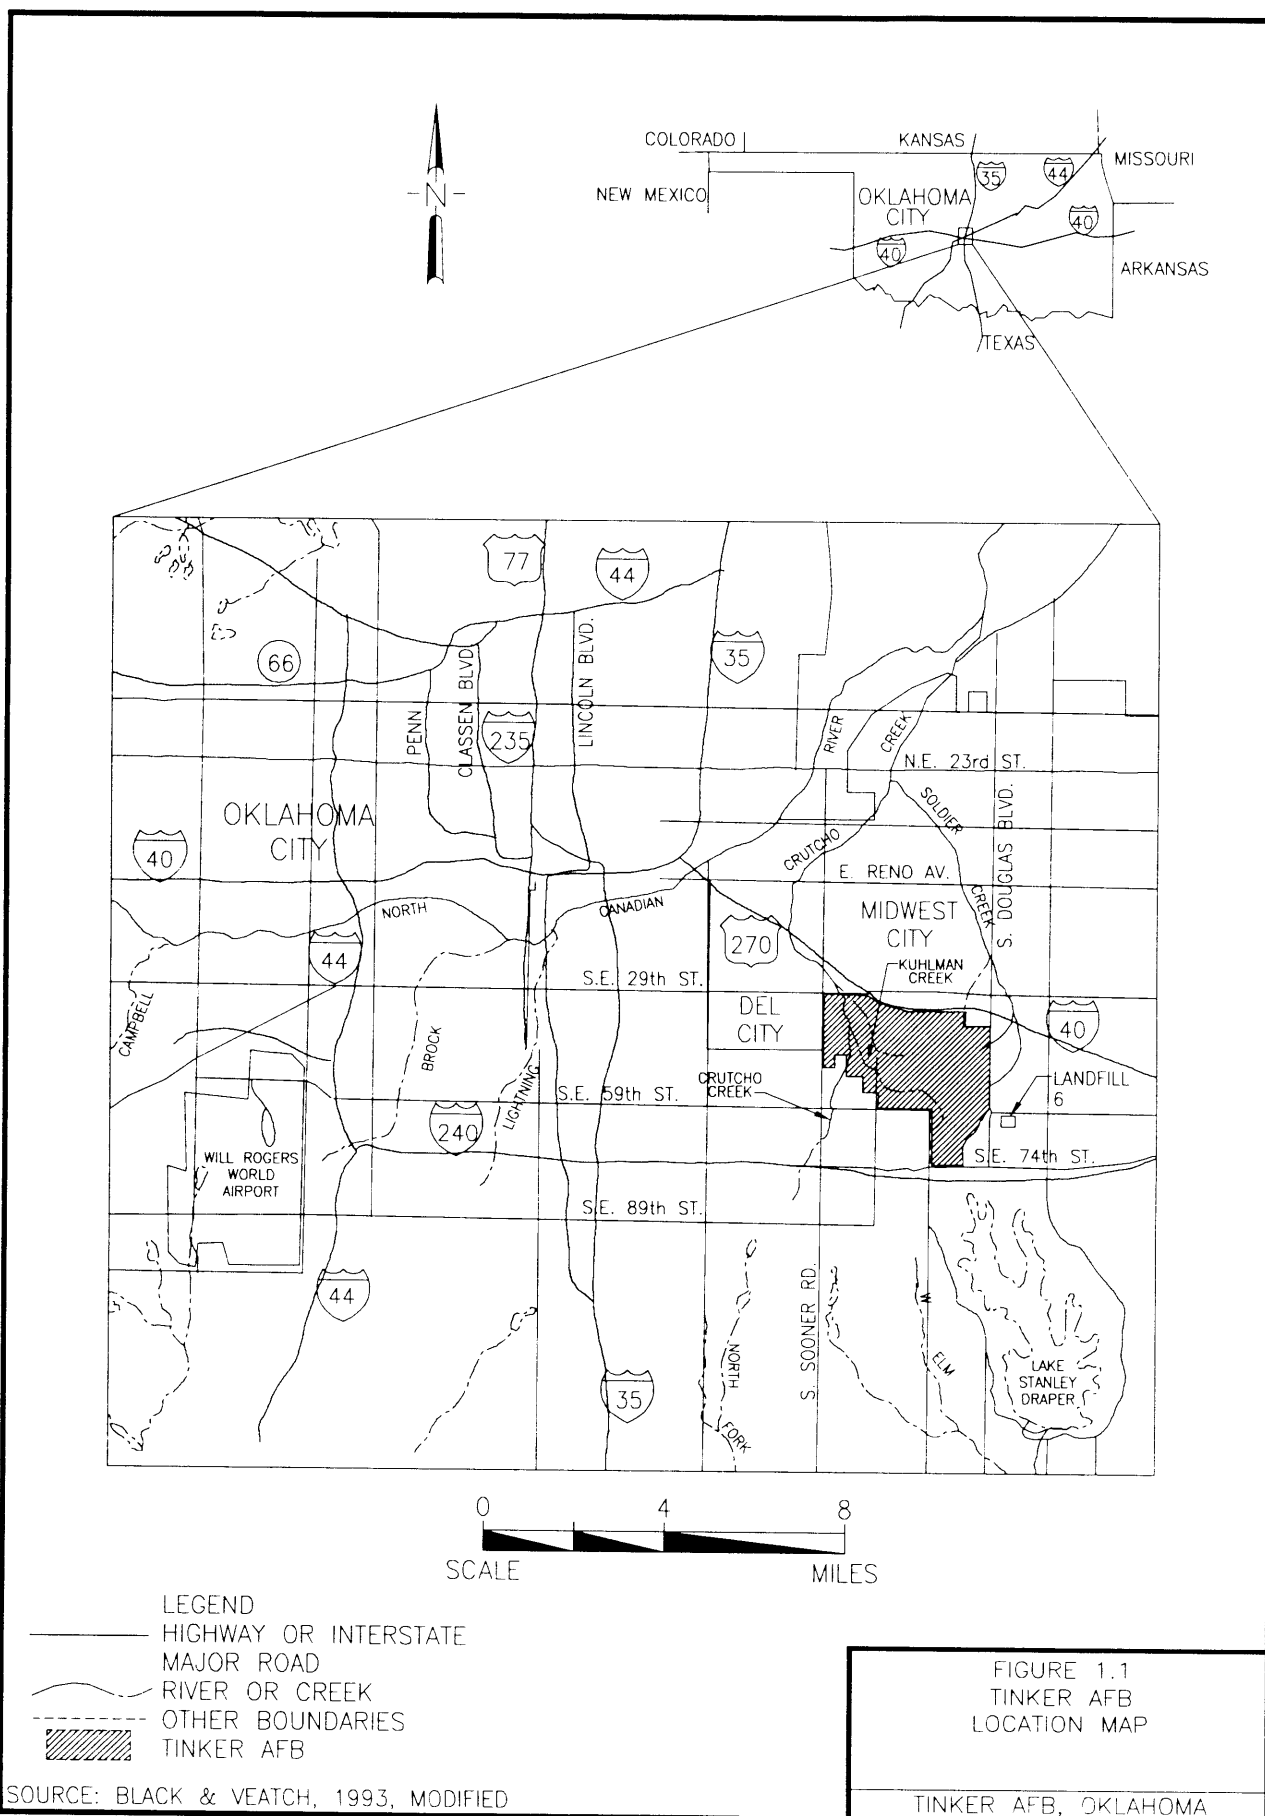 COLORADO
KANSAS
MISSOURI
NEW MEXICO
35
44
OKLAHOMA
CITY
40
40
ARKANSAS
TEXAS
N
77
44
66
35
PENN
CLASSEN BLVD
235
LINCOLN BLVD.
RIVER
CREEK
N.E. 23rd ST.
OKLAHOMA
CITY
40
SOLDIER
CREEK
S. DOUGLAS BLVD.
CRUTCHO
E. RENO AV.
NORTH
CANADIAN
MIDWEST
CITY
270
44
KUHLMAN
CREEK
S.E. 29th ST.
DEL
CITY
40
CAMPBELL
BROCK
LIGHTNING
CRUTCHO
CREEK
S.E. 59th ST.
LANDFILL
6
240
WILL ROGERS
WORLD
AIRPORT
S.E. 74th ST.
S.E. 89th ST.
44
S. SOONER RD.
W
ELM
NORTH
FORK
LAKE
STANLEY
DRAPER
35
0 4 8
SCALE MILES
LEGEND
HIGHWAY OR INTERSTATE
MAJOR ROAD
RIVER OR CREEK
OTHER BOUNDARIES
TINKER AFB
SOURCE: BLACK & VEATCH, 1993, MODIFIED
FIGURE 1.1
TINKER AFB
LOCATION MAP
TINKER AFB, OKLAHOMA